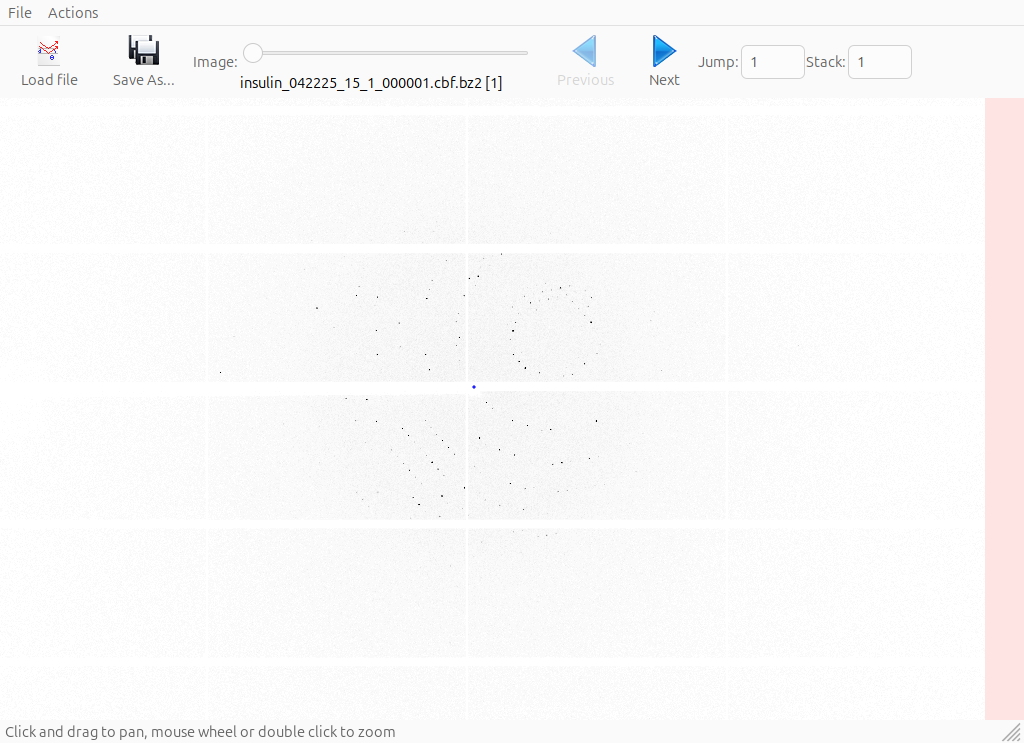 File Actions
Load file Save As... Image: Previous Next Jump: 1 Stack: 1
insulin_042225_15_1_000001.cbf.bz2 [1]
Click and drag to pan, mouse wheel or double click to zoom